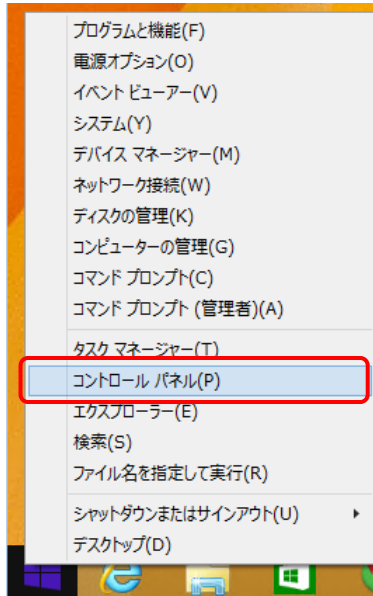 プログラムと機能(F)
電源オプション(O)
イベント ビューアー(V)
システム(Y)
デバイス マネージャー(M)
ネットワーク接続(W)
ディスクの管理(K)
コンピューターの管理(G)
コマンド プロンプト(C)
コマンド プロンプト (管理者)(A)
タスク マネージャー(T)
コントロール パネル(P)
エクスプローラー(E)
検索(S)
ファイル名を指定して実行(R)
シャットダウンまたはサインアウト(U)
デスクトップ(D)